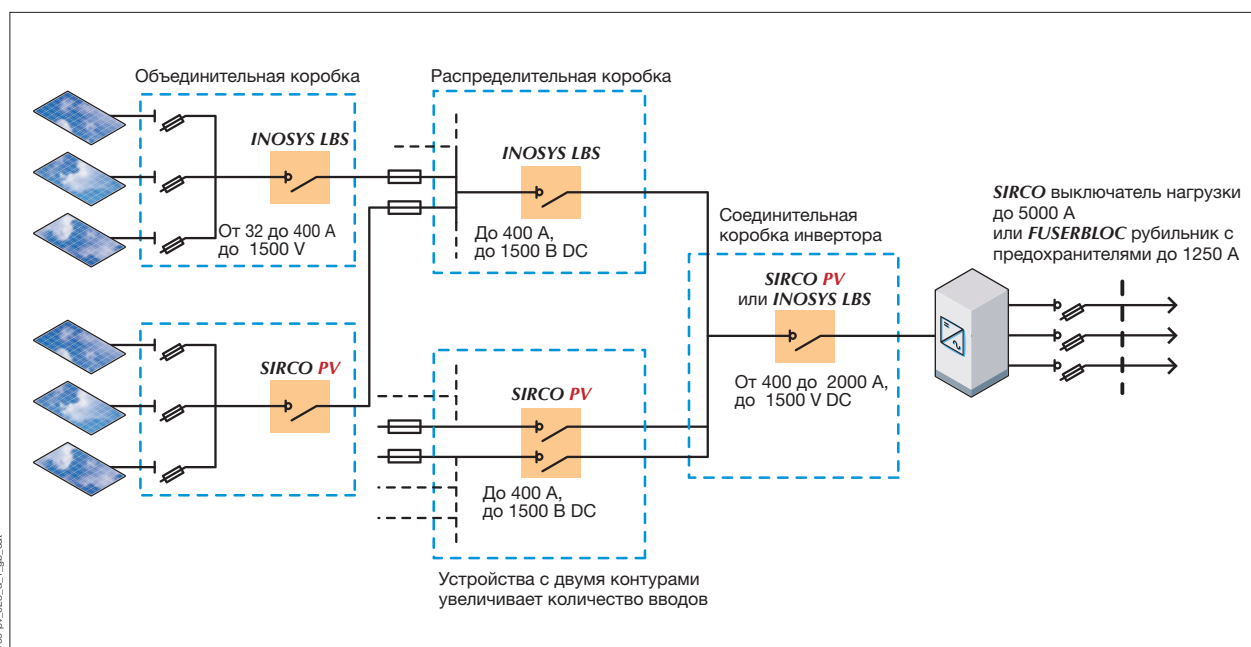 Объединительная коробка
Распределительная коробка
INOSYS LBS
От 32 до 400 A
до 1500 V
INOSYS LBS
До 400 A,
до 1500 В DC
SIRCO выключатель нагрузки
до 5000 A
или FUSERBLOC рубильник с
предохранителями до 1250 A
Соединительная
коробка инвертора
SIRCO PV
или INOSYS LBS
От 400 до 2000 A,
до 1500 V DC
SIRCO PV
SIRCO PV
До 400 A,
до 1500 В DC
Устройства с двумя контурами
увеличивает количество вводов